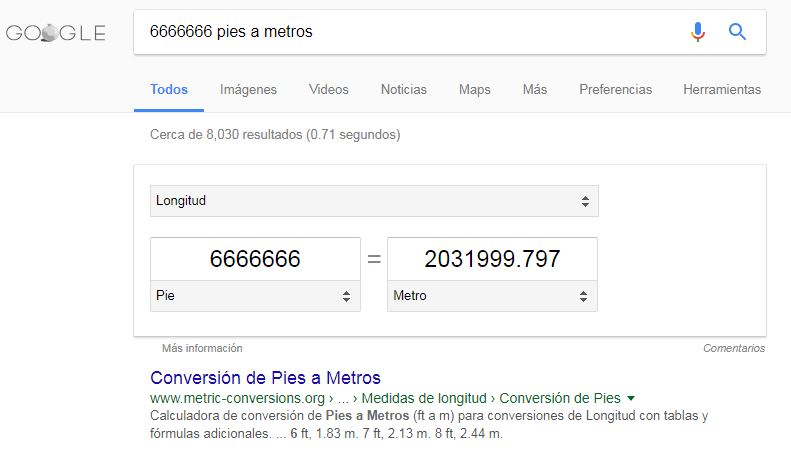 GOOGLE
6666666 pies a metros
Todos Imágenes Videos Noticias Maps Más Preferencias Herramientas
Cerca de 8,030 resultados (0.71 segundos)
Longitud
6666666 = 2031999.797
Pie Metro
Más información Comentarios
Conversión de Pies a Metros
www.metric-conversions.org › ... › Medidas de longitud › Conversión de Pies
Calculadora de conversión de Pies a Metros (ft a m) para conversiones de Longitud con tablas y
fórmulas adicionales. ... 6 ft, 1.83 m. 7 ft, 2.13 m. 8 ft, 2.44 m.